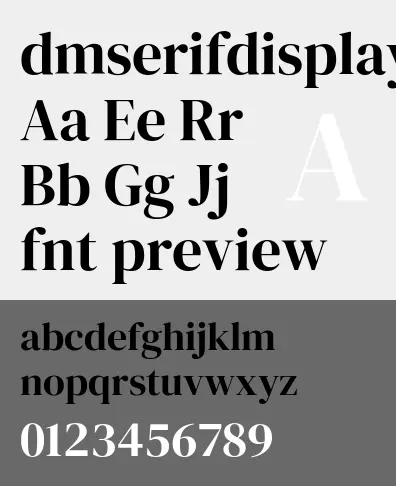 dmserifdisplay
Aa Ee Rr
A
Bb Gg Jj
fnt preview
abcdefghijklm
nopqrstuvwxyz
0123456789